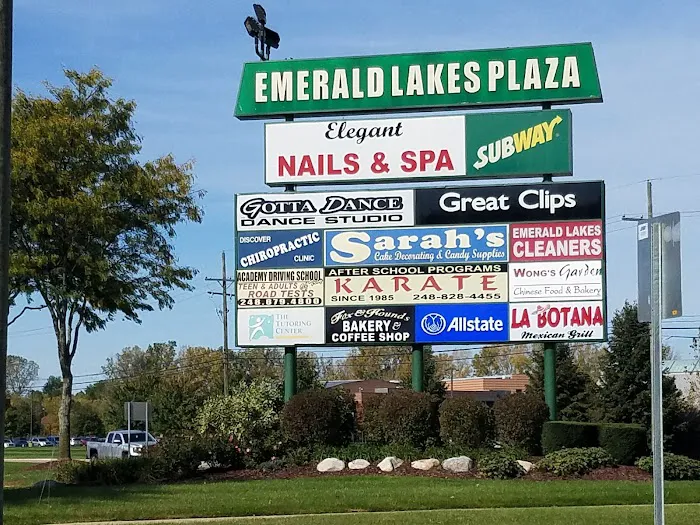 EMERALD LAKES PLAZA
Elegant
NAILS & SPA
SUBWAY
GOTTA DANCE
DANCE STUDIO
Great Clips
DISCOVER
CHIROPRACTIC
CLINIC
Sarah's
Cake Decorating & Candy Supplies
EMERALD LAKES
CLEANERS
ACADEMY DRIVING SCHOOL
TEEN & ADULTS
ROAD TESTS
AFTER SCHOOL PROGRAMS
KARATE
SINCE 1985 248-828-4455
WONG'S Garden
Chinese Food & Bakery
THE
TUTORING
CENTER
Fox & Hounds
BAKERY &
COFFEE SHOP
Allstate
LA BOTANA
Mexican Grill